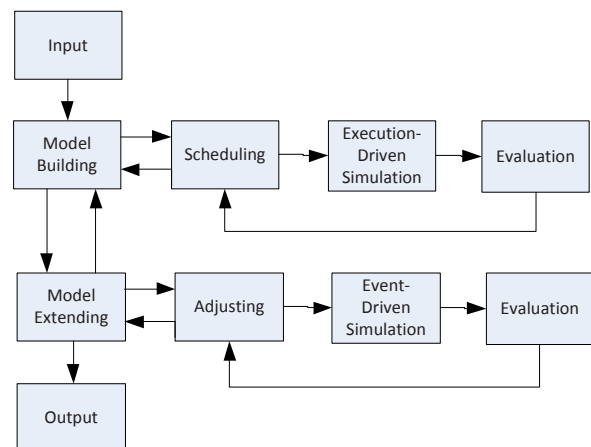 Input
Model
Building
Scheduling
Execution-
Driven
Simulation
Evaluation
Model
Extending
Adjusting
Event-
Driven
Simulation
Evaluation
Output